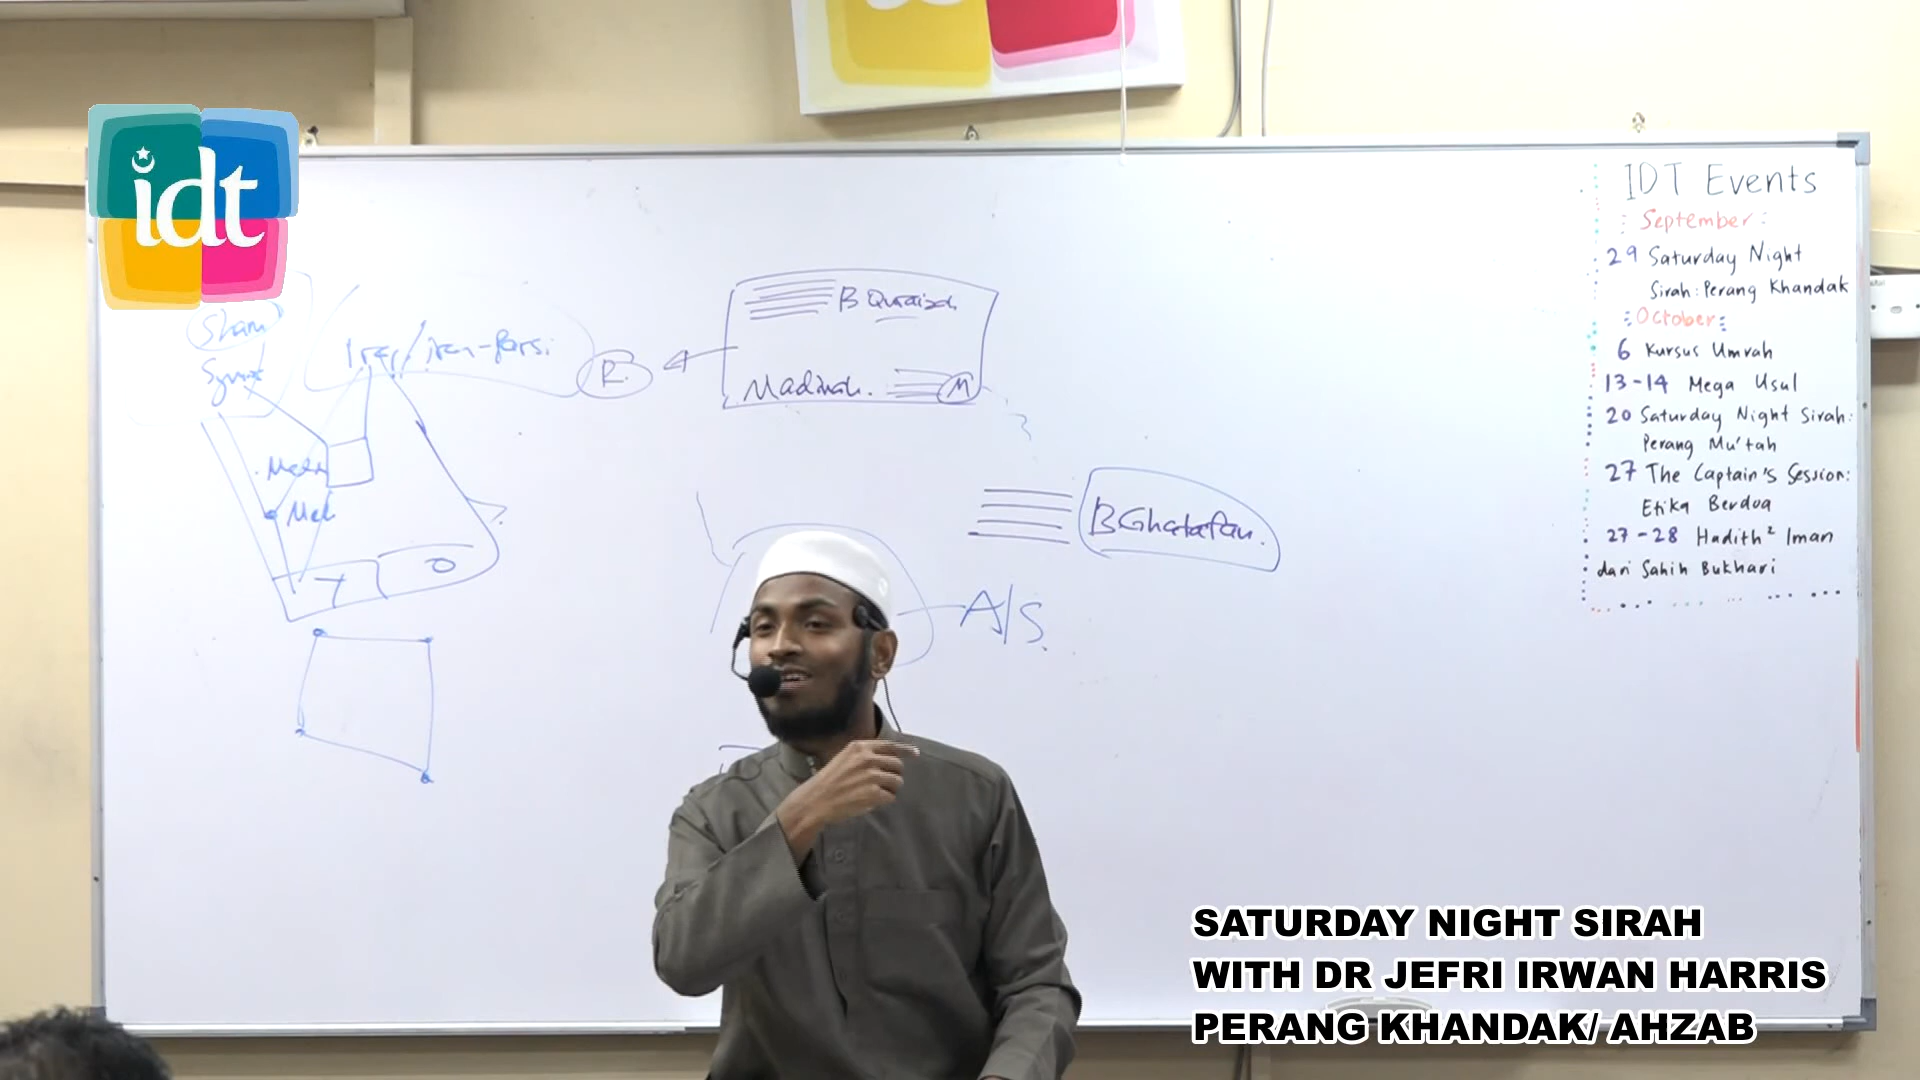 idt
Sham
Syria
Iraq/iran-farsi
R.
B Quraizah
Madinah.
M
Mad
Mek
T
O
B Ghatafan.
A/S.
IDT Events
: September :
29 Saturday Night
Sirah: Perang Khandak
: October :
6 Kursus Umrah
13-14 Mega Usul
20 Saturday Night Sirah:
Perang Mu'tah
27 The Captain's Session:
Etika Berdoa
27-28 Hadith² Iman
dari Sahih Bukhari
SATURDAY NIGHT SIRAH
WITH DR JEFRI IRWAN HARRIS
PERANG KHANDAK/ AHZAB